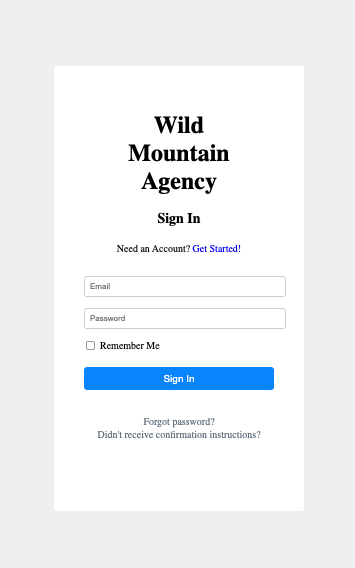 Wild
Mountain
Agency
Sign In
Need an Account? Get Started!
Email
Password
Remember Me
Sign In
Forgot password?
Didn't receive confirmation instructions?